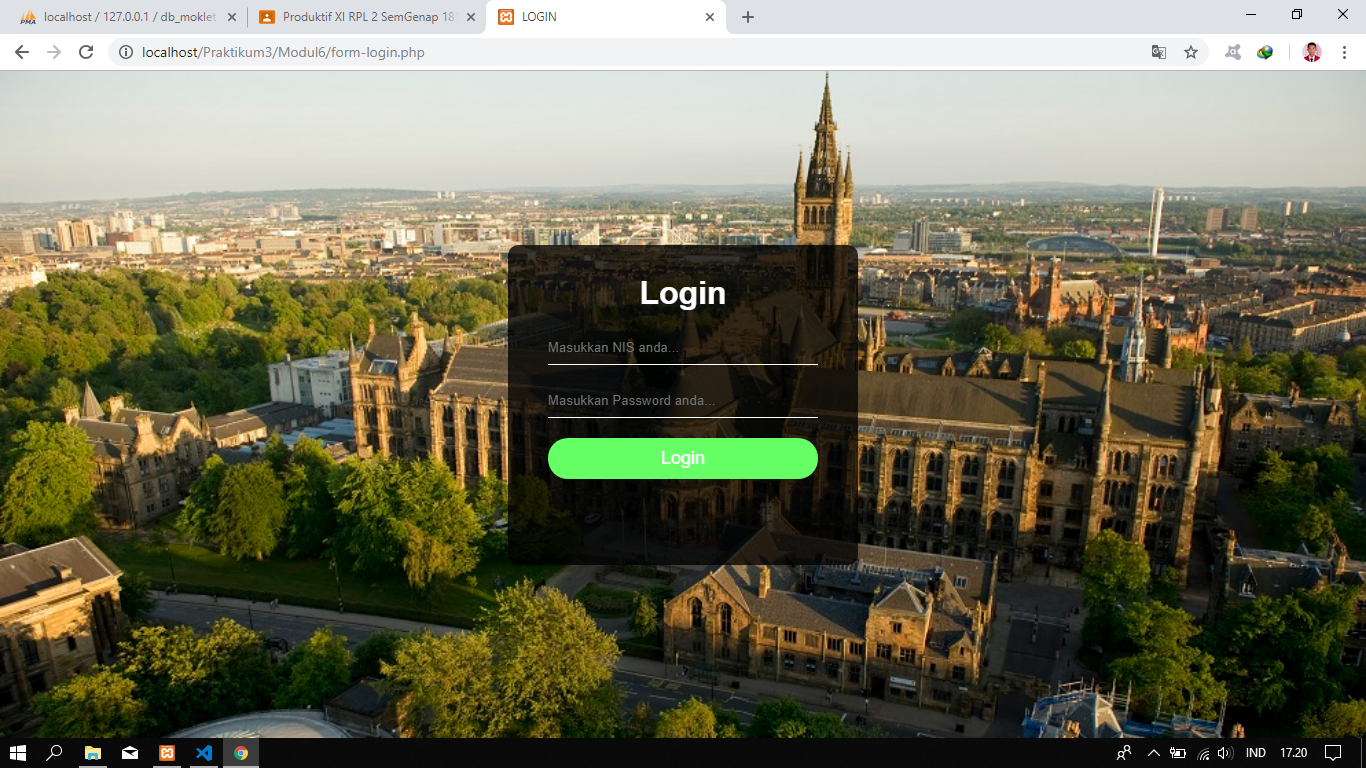 localhost / 127.0.0.1 / db_moklet
Produktif XI RPL 2 SemGenap 181
LOGIN
localhost/Praktikum3/Modul6/form-login.php
Login
Masukkan NIS anda...
Masukkan Password anda...
Login
IND
17.20